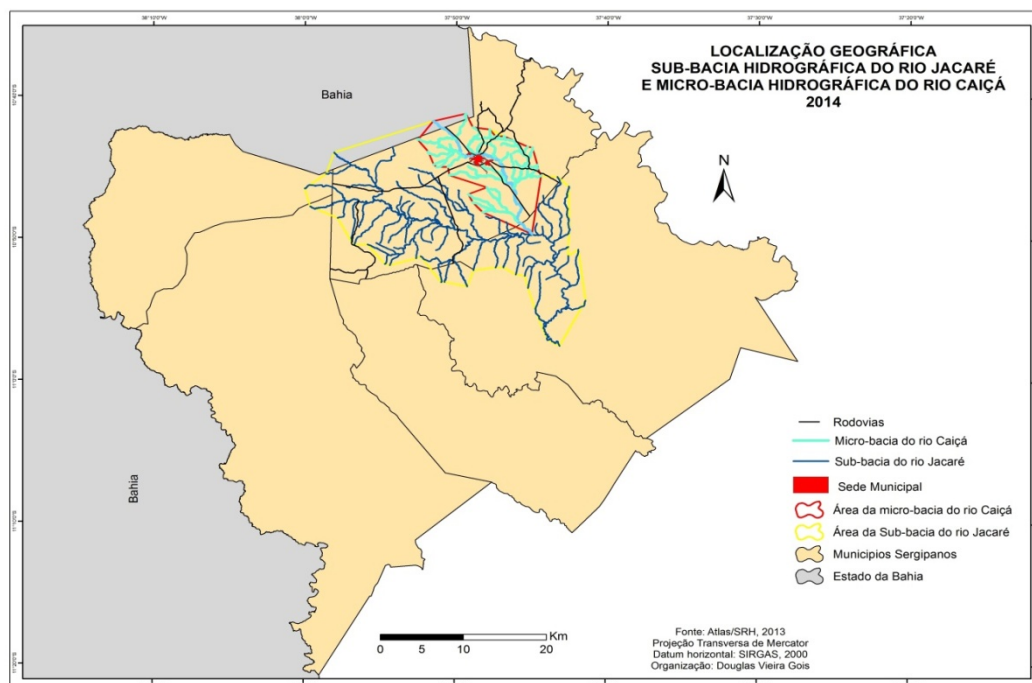 LOCALIZAÇÃO GEOGRÁFICA
SUB-BACIA HIDROGRÁFICA DO RIO JACARÉ
E MICRO-BACIA HIDROGRÁFICA DO RIO CAIÇÁ
2014
Bahia
N
Bahia
Rodovias
Micro-bacia do rio Caiçá
Sub-bacia do rio Jacaré
Sede Municipal
Área da micro-bacia do rio Caiçá
Área da Sub-bacia do rio Jacaré
Municipios Sergipanos
Estado da Bahia
Km
0 5 10 20
Fonte: Atlas/SRH, 2013
Projeção Transversa de Mercator
Datum horizontal: SIRGAS, 2000
Organização: Douglas Vieira Gois